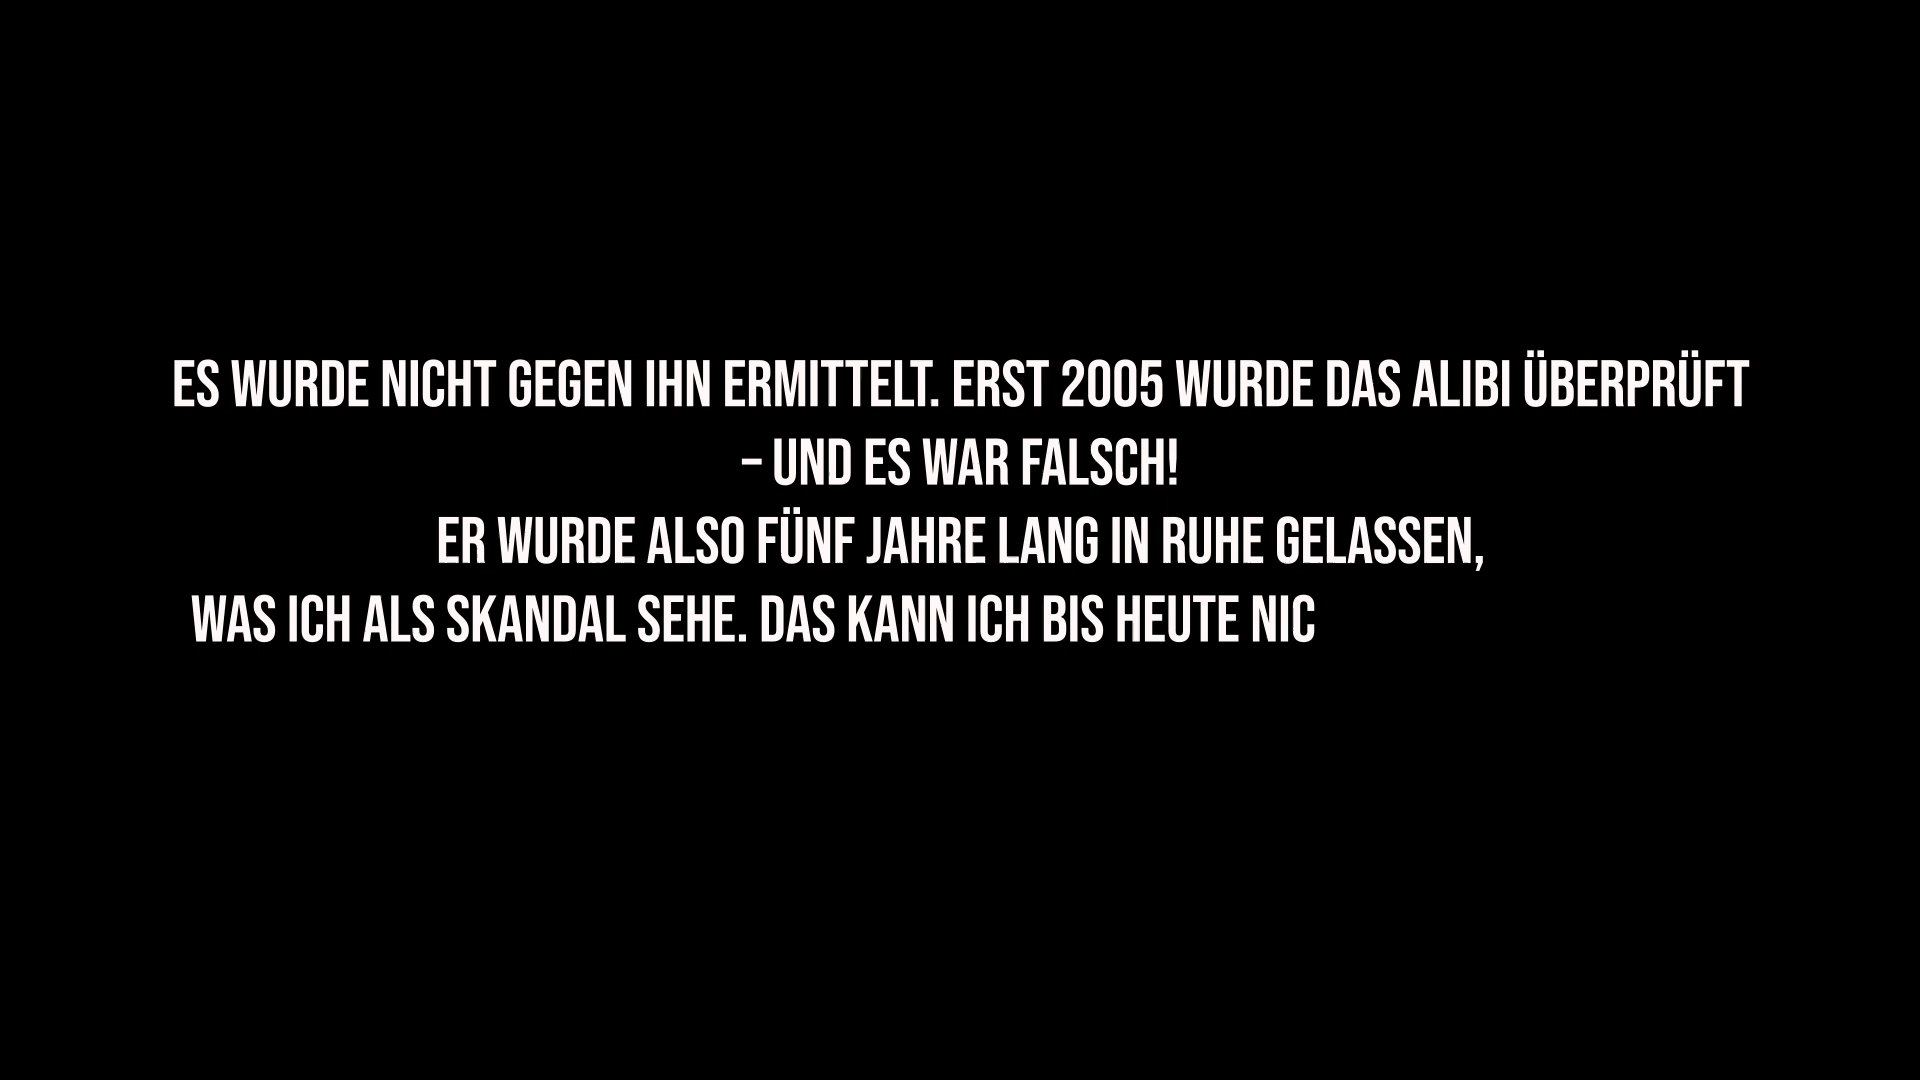 ES WURDE NICHT GEGEN IHN ERMITTELT. ERST 2005 WURDE DAS ALIBI ÜBERPRÜFT
– UND ES WAR FALSCH!
ER WURDE ALSO FÜNF JAHRE LANG IN RUHE GELASSEN,
WAS ICH ALS SKANDAL SEHE. DAS KANN ICH BIS HEUTE NIC